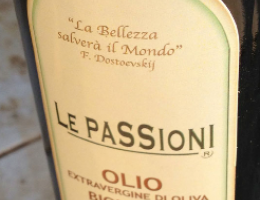 "La Bellezza
salverà il Mondo"
F. Dostoevskij
LE PASSIONI
OLIO
EXTRAVERGINE DI OLIVA